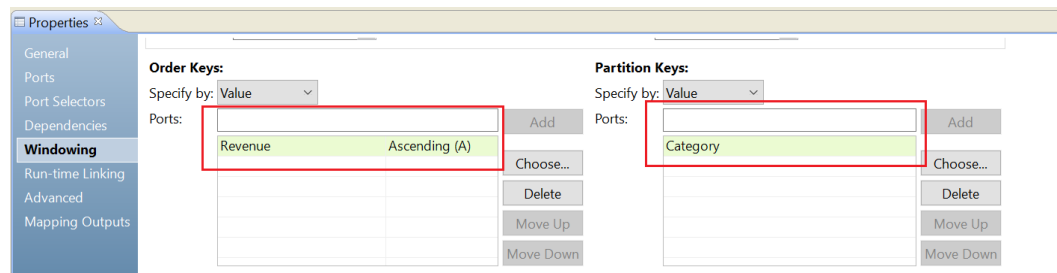 Properties
General
Ports
Port Selectors
Dependencies
Windowing
Run-time Linking
Advanced
Mapping Outputs
Order Keys:
Specify by: Value
Ports:
Add
Revenue Ascending (A)
Choose...
Delete
Move Up
Move Down
Partition Keys:
Specify by: Value
Ports:
Add
Category
Choose...
Delete
Move Up
Move Down